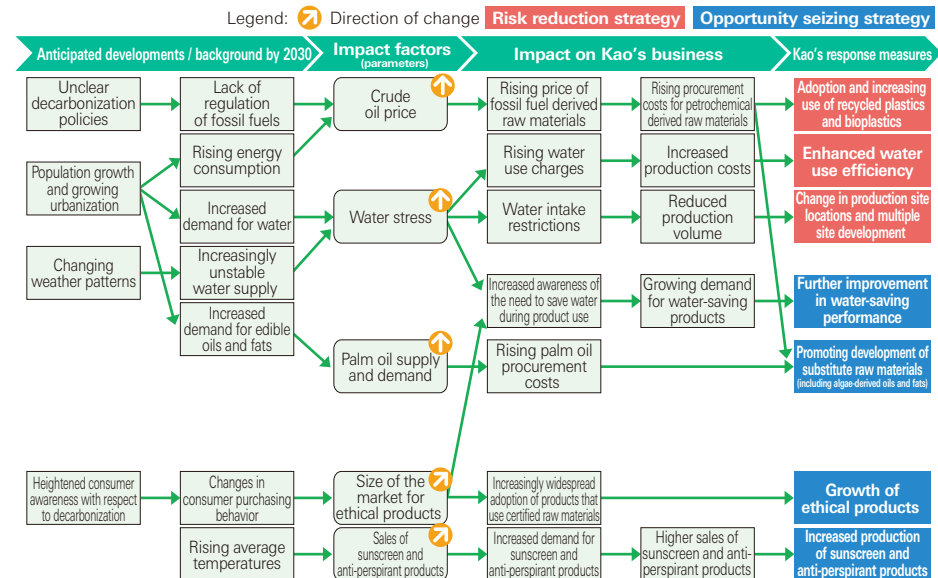 Legend: Direction of change Risk reduction strategy Opportunity seizing strategy
Anticipated developments / background by 2030
Impact factors
(parameters)
Impact on Kao's business
Kao's response measures
Unclear
decarbonization
policies
Lack of
regulation
of fossil fuels
Crude
oil price
Rising price of
fossil fuel derived
raw materials
Rising procurement
costs for petrochemical
derived raw materials
Adoption and increasing
use of recycled plastics
and bioplastics
Population growth
and growing
urbanization
Rising energy
consumption
Rising water
use charges
Increased
production costs
Enhanced water
use efficiency
Increased
demand for water
Water stress
Water intake
restrictions
Reduced
production
volume
Change in production site
locations and multiple
site development
Changing
weather patterns
Increasingly
unstable
water supply
Increased awareness of
the need to save water
during product use
Growing demand
for water-saving
products
Further improvement
in water-saving
performance
Increased
demand for edible
oils and fats
Palm oil supply
and demand
Rising palm oil
procurement
costs
Promoting development of
substitute raw materials
(including algae-derived oils and fats)
Heightened consumer
awareness with respect
to decarbonization
Changes in
consumer purchasing
behavior
Size of the
market for
ethical products
Increasingly widespread
adoption of products that
use certified raw materials
Growth of
ethical products
Rising average
temperatures
Sales of
sunscreen and
anti-perspirant products
Increased demand for
sunscreen and
anti-perspirant products
Higher sales of
sunscreen and anti-
perspirant products
Increased production
of sunscreen and
anti-perspirant products